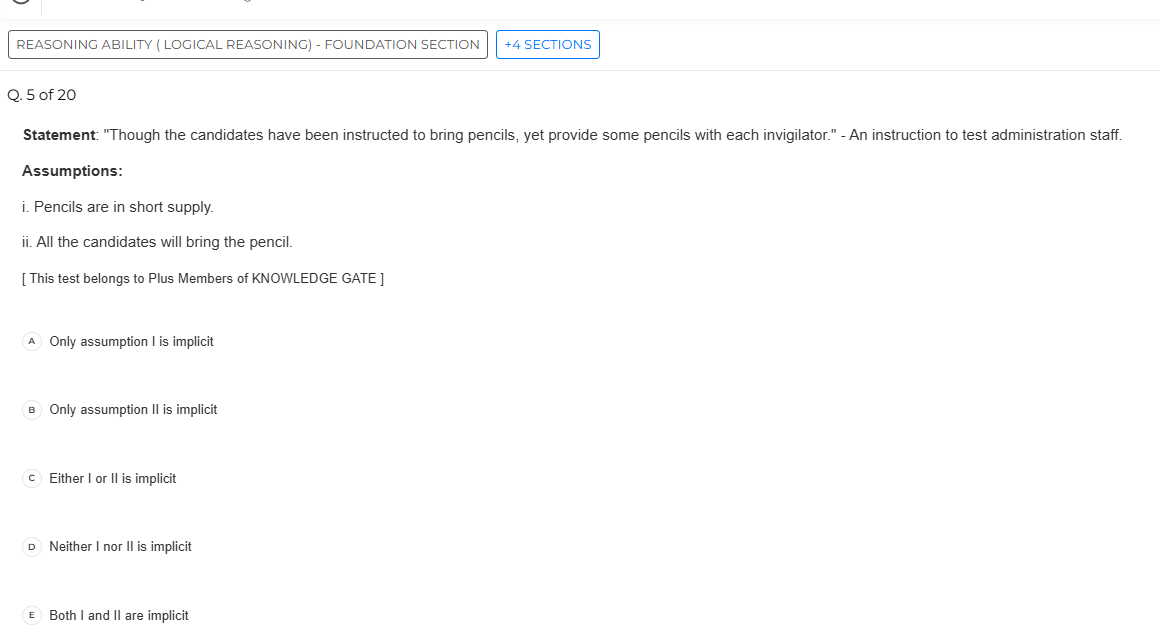 REASONING ABILITY ( LOGICAL REASONING) - FOUNDATION SECTION
+4 SECTIONS
Q. 5 of 20
Statement: "Though the candidates have been instructed to bring pencils, yet provide some pencils with each invigilator." - An instruction to test administration staff.
Assumptions:
i. Pencils are in short supply.
ii. All the candidates will bring the pencil.
[ This test belongs to Plus Members of KNOWLEDGE GATE ]
A Only assumption I is implicit
B Only assumption II is implicit
C Either I or II is implicit
D Neither I nor II is implicit
E Both I and II are implicit